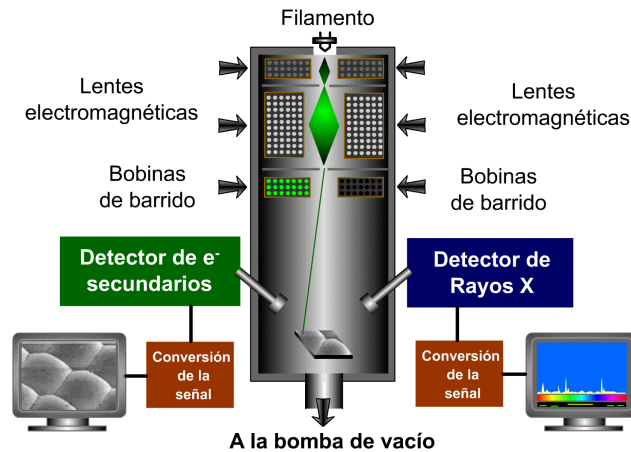 Filamento
Lentes
electromagnéticas
Lentes
electromagnéticas
Bobinas
de barrido
Bobinas
de barrido
Detector de e-
secundarios
Detector de
Rayos X
Conversión
de la
señal
Conversión
de la
señal
A la bomba de vacío